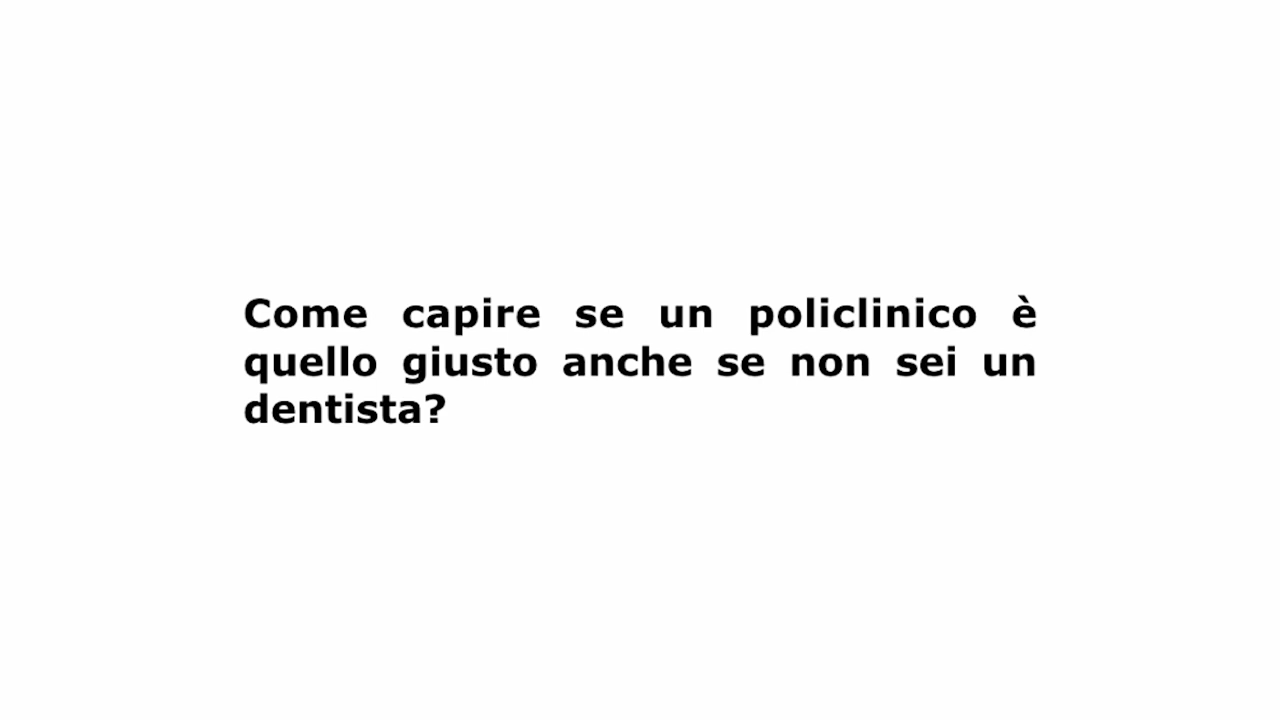 Come capire se un policlinico è
quello giusto anche se non sei un
dentista?